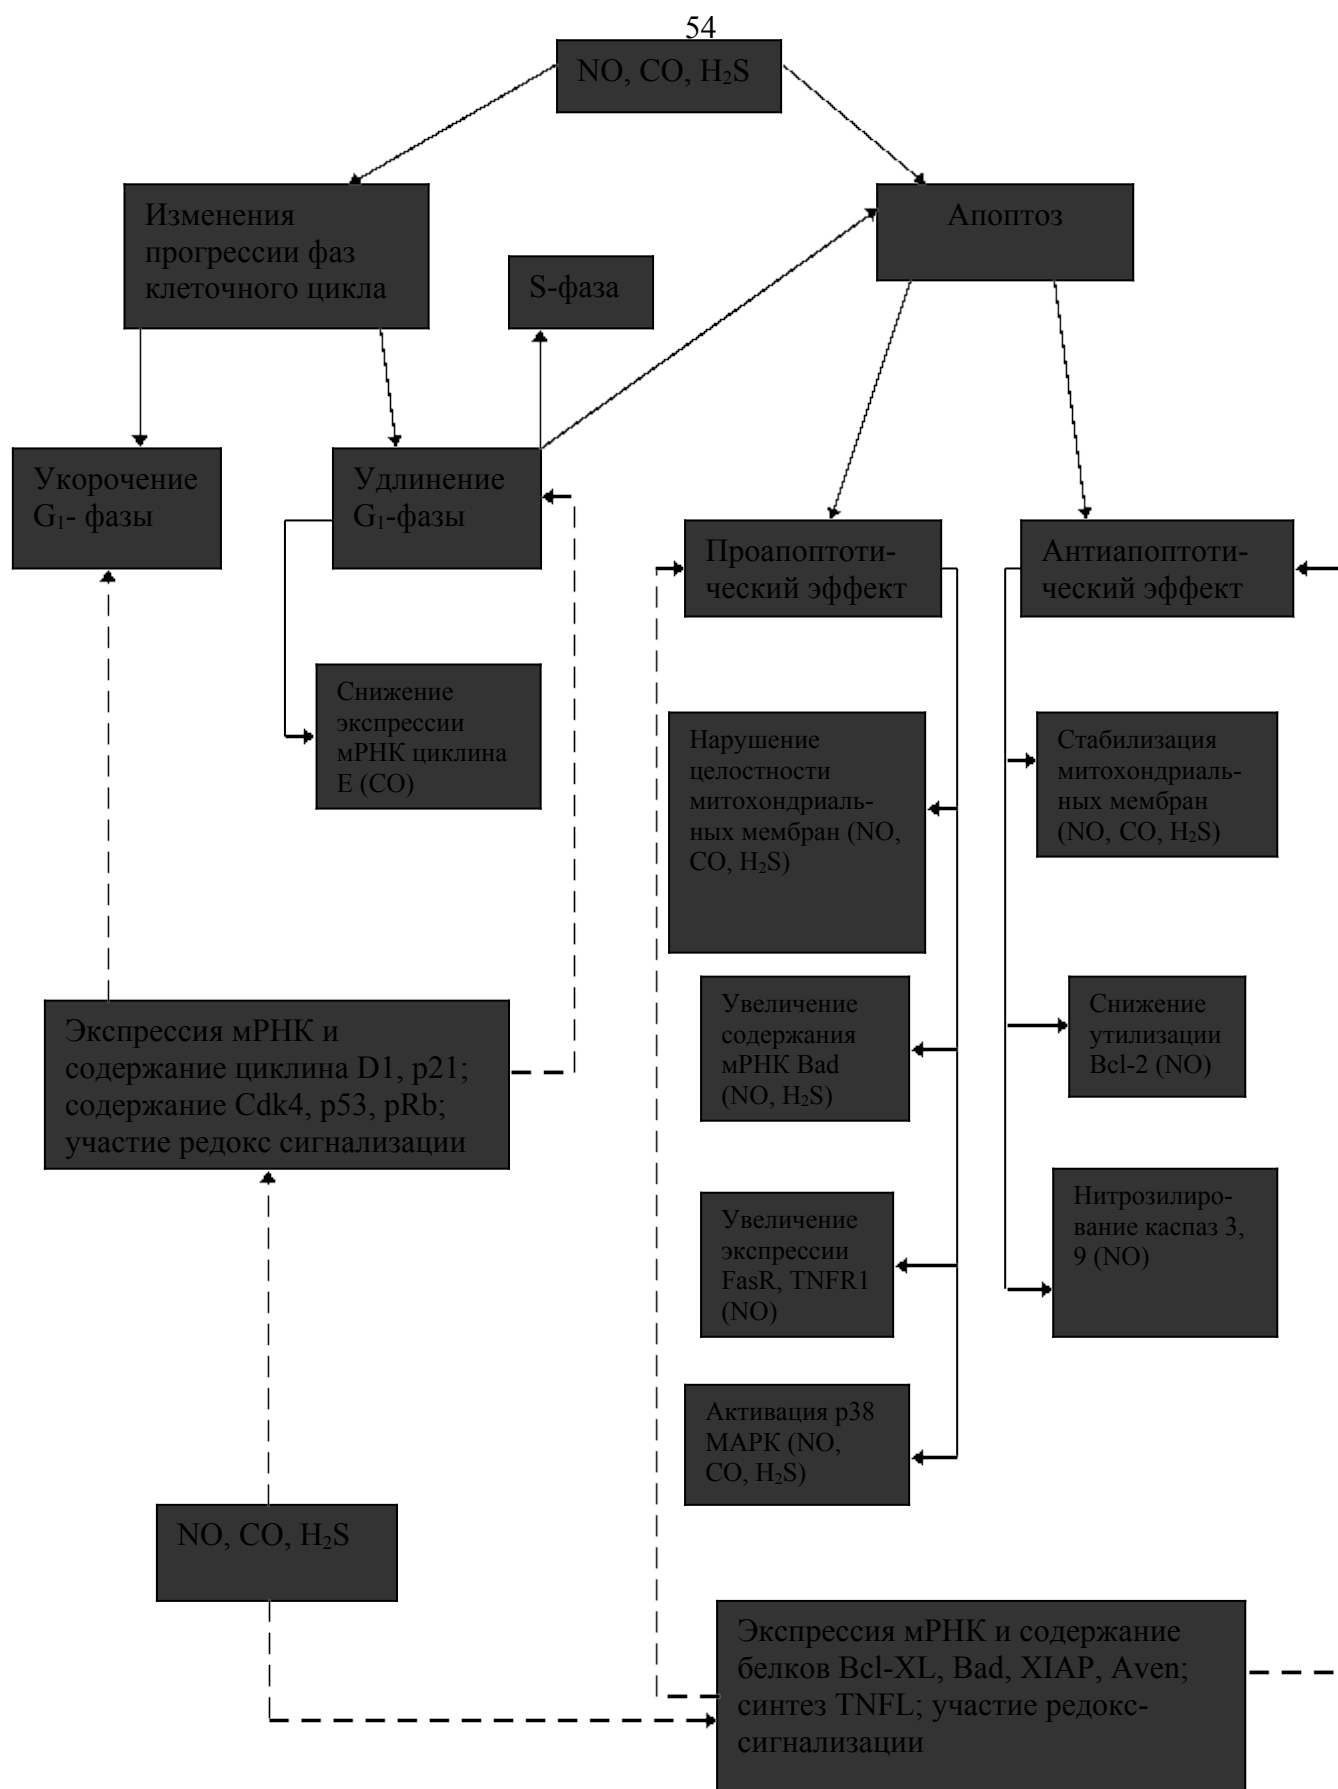 54
NO, CO, H₂S
Изменения
прогрессии фаз
клеточного цикла
Апоптоз
S-фаза
Укорочение
G₁- фазы
Удлинение
G₁-фазы
Проапоптоти-
ческий эффект
Антиапоптоти-
ческий эффект
Снижение
экспрессии
мРНК циклина
Е (СО)
Нарушение
целостности
митохондриаль-
ных мембран (NO,
CO, H₂S)
Стабилизация
митохондриаль-
ных мембран
(NO, CO, H₂S)
Увеличение
содержания
мРНК Bad
(NO, H₂S)
Снижение
утилизации
Bcl-2 (NO)
Экспрессия мРНК и
содержание циклина D1, p21;
содержание Cdk4, p53, pRb;
участие редокс сигнализации
Увеличение
экспрессии
FasR, TNFR1
(NO)
Нитрозилиро-
вание каспаз 3,
9 (NO)
Активация р38
МАРК (NO,
CO, H₂S)
NO, CO, H₂S
Экспрессия мРНК и содержание
белков Bcl-XL, Bad, XIAP, Aven;
синтез TNFL; участие редокс-
сигнализации